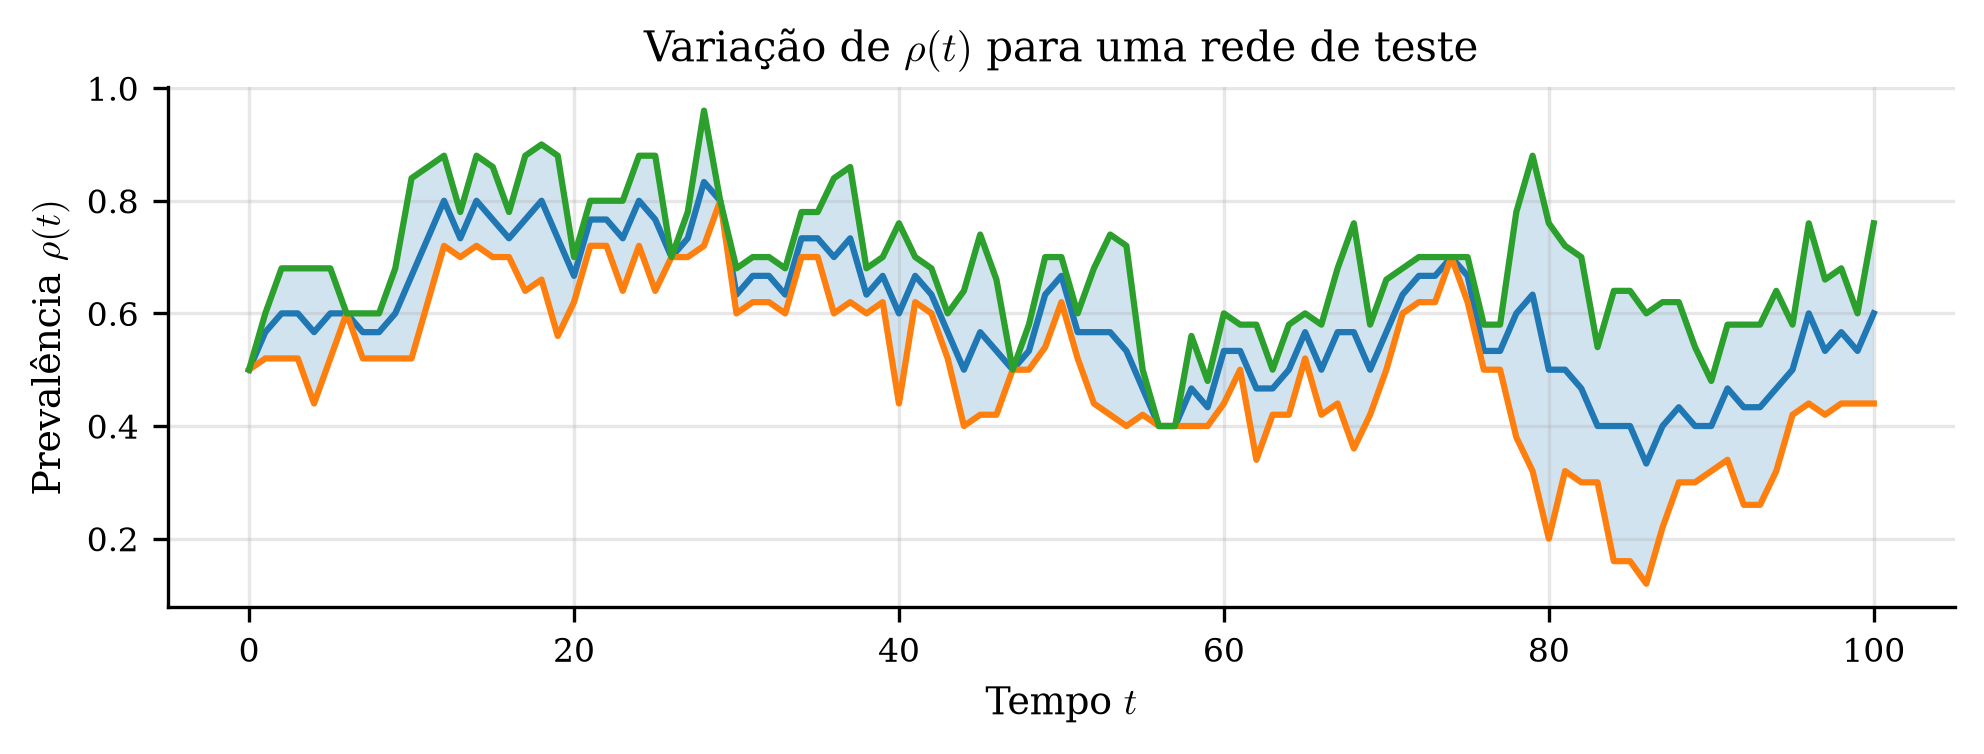 Variação de ρ(t) para uma rede de teste
Prevalência ρ(t)
1.0
0.8
0.6
0.4
0.2
0 20 40 60 80 100
Tempo t